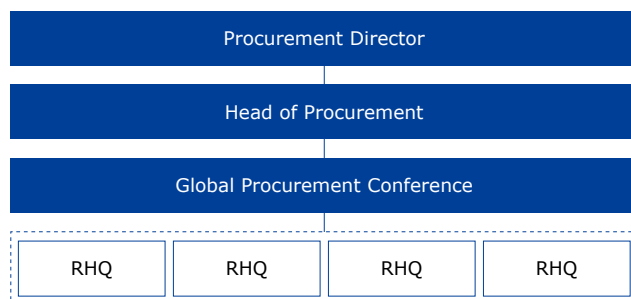 Procurement Director
Head of Procurement
Global Procurement Conference
RHQ RHQ RHQ RHQ